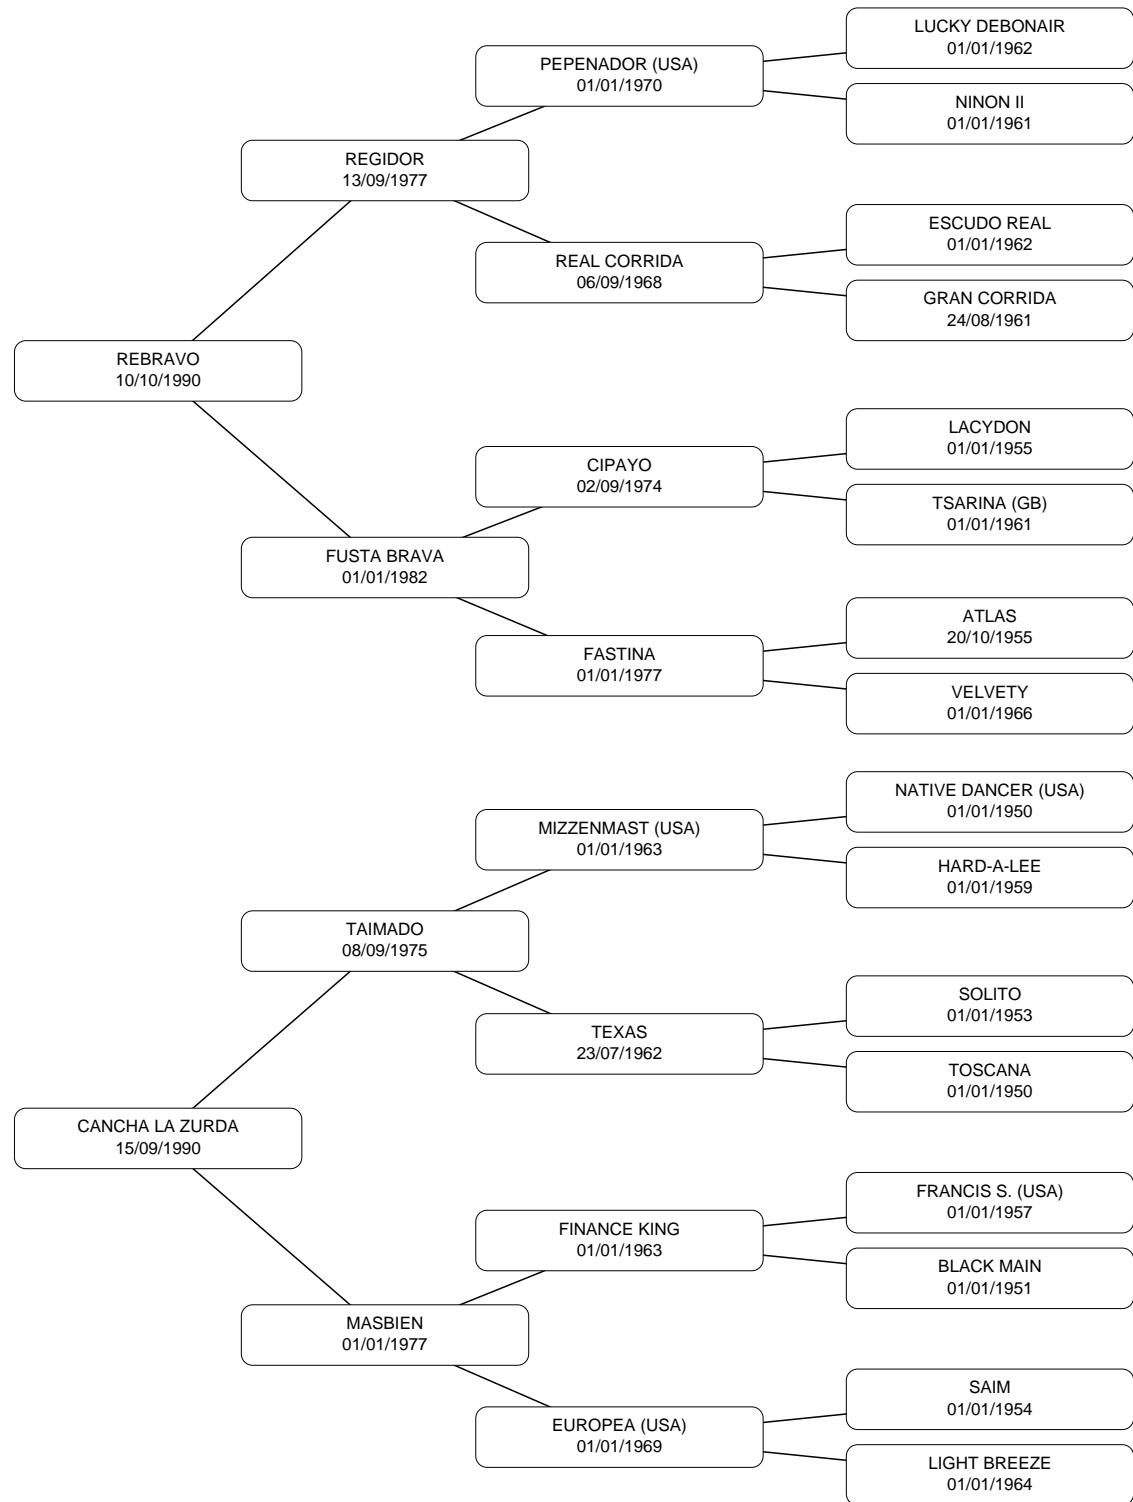 LUCKY DEBONAIR
01/01/1962
PEPENADOR (USA)
01/01/1970
NINON II
01/01/1961
REGIDOR
13/09/1977
ESCUDO REAL
01/01/1962
REAL CORRIDA
06/09/1968
GRAN CORRIDA
24/08/1961
REBRAVO
10/10/1990
LACYDON
01/01/1955
CIPAYO
02/09/1974
TSARINA (GB)
01/01/1961
FUSTA BRAVA
01/01/1982
ATLAS
20/10/1955
FASTINA
01/01/1977
VELVETY
01/01/1966
NATIVE DANCER (USA)
01/01/1950
MIZZENMAST (USA)
01/01/1963
HARD-A-LEE
01/01/1959
TAIMADO
08/09/1975
SOLITO
01/01/1953
TEXAS
23/07/1962
TOSCANA
01/01/1950
CANCHA LA ZURDA
15/09/1990
FRANCIS S. (USA)
01/01/1957
FINANCE KING
01/01/1963
BLACK MAIN
01/01/1951
MASBIEN
01/01/1977
SAIM
01/01/1954
EUROPEA (USA)
01/01/1969
LIGHT BREEZE
01/01/1964